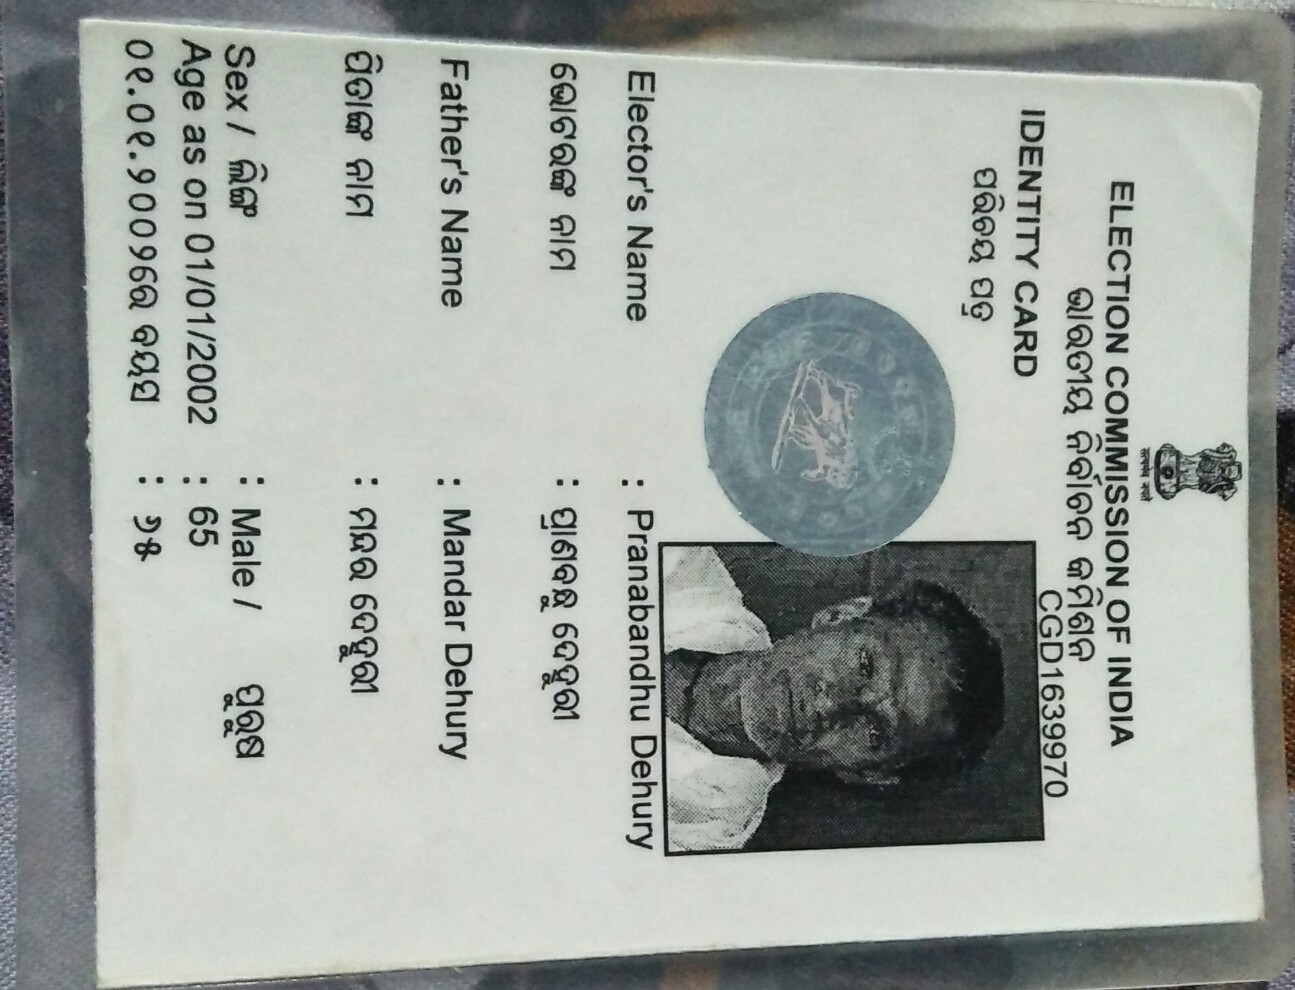 ELECTION COMMISSION OF INDIA
ଭାରତୀୟ ନିର୍ବାଚନ କମିଶନ
IDENTITY CARD CGD1639970
ପରିଚୟ ପତ୍ର
Elector's Name : Pranabandhu Dehury
ଭୋଟରଙ୍କ ନାମ : ପ୍ରାଣବନ୍ଧୁ ଦେହୁରୀ
Father's Name : Mandar Dehury
ପିତାଙ୍କ ନାମ : ମନ୍ଦର ଦେହୁରୀ
Sex / ଲିଙ୍ଗ : Male / ପୁରୁଷ
Age as on 01/01/2002 : 65
୦୧.୦୧.୨୦୦୨ରେ ବୟସ : ୬୫